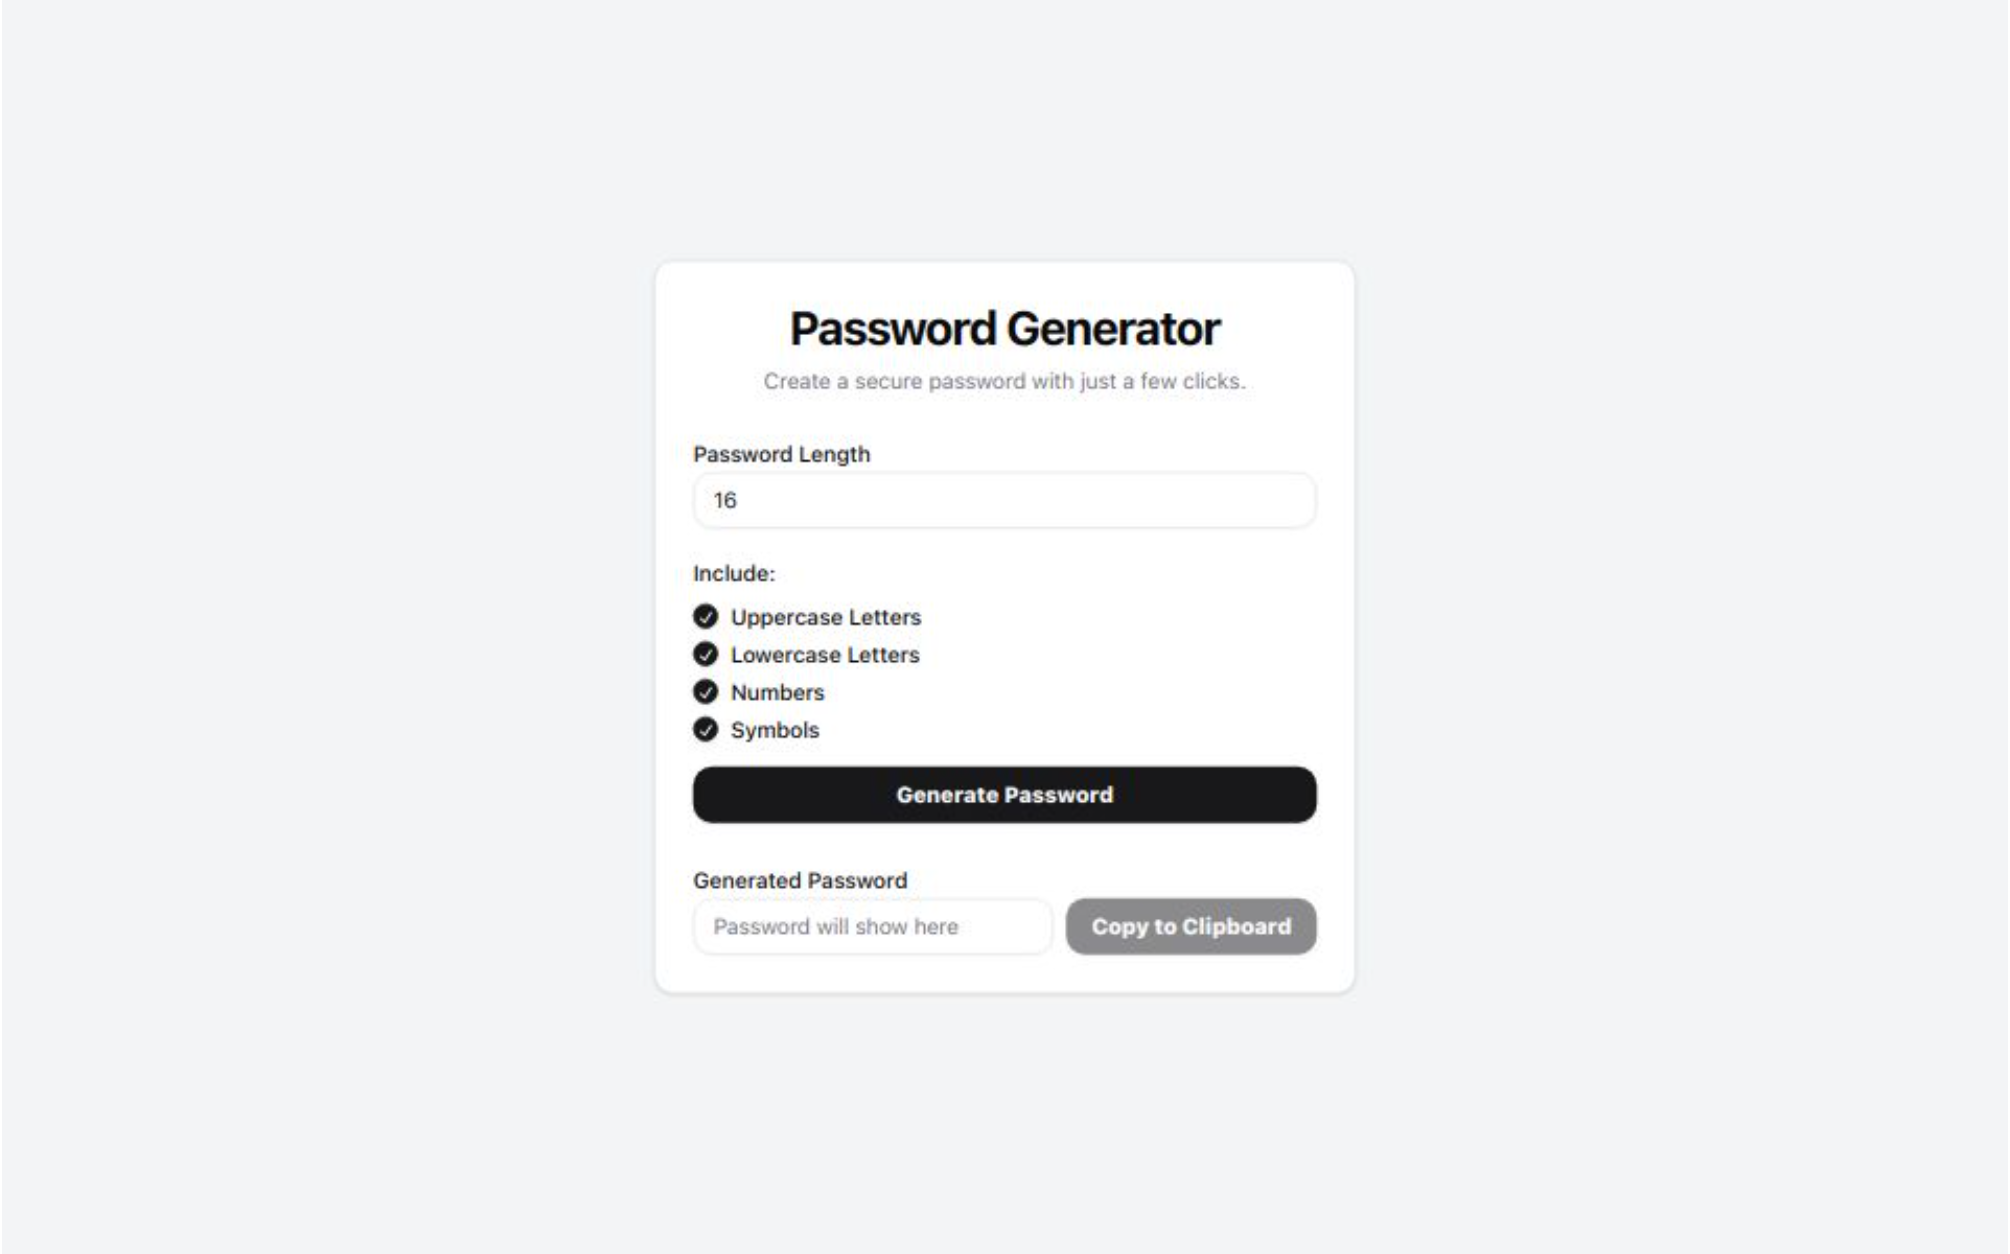 Password Generator
Create a secure password with just a few clicks.
Password Length
16
Include:
Uppercase Letters
Lowercase Letters
Numbers
Symbols
Generate Password
Generated Password
Password will show here
Copy to Clipboard